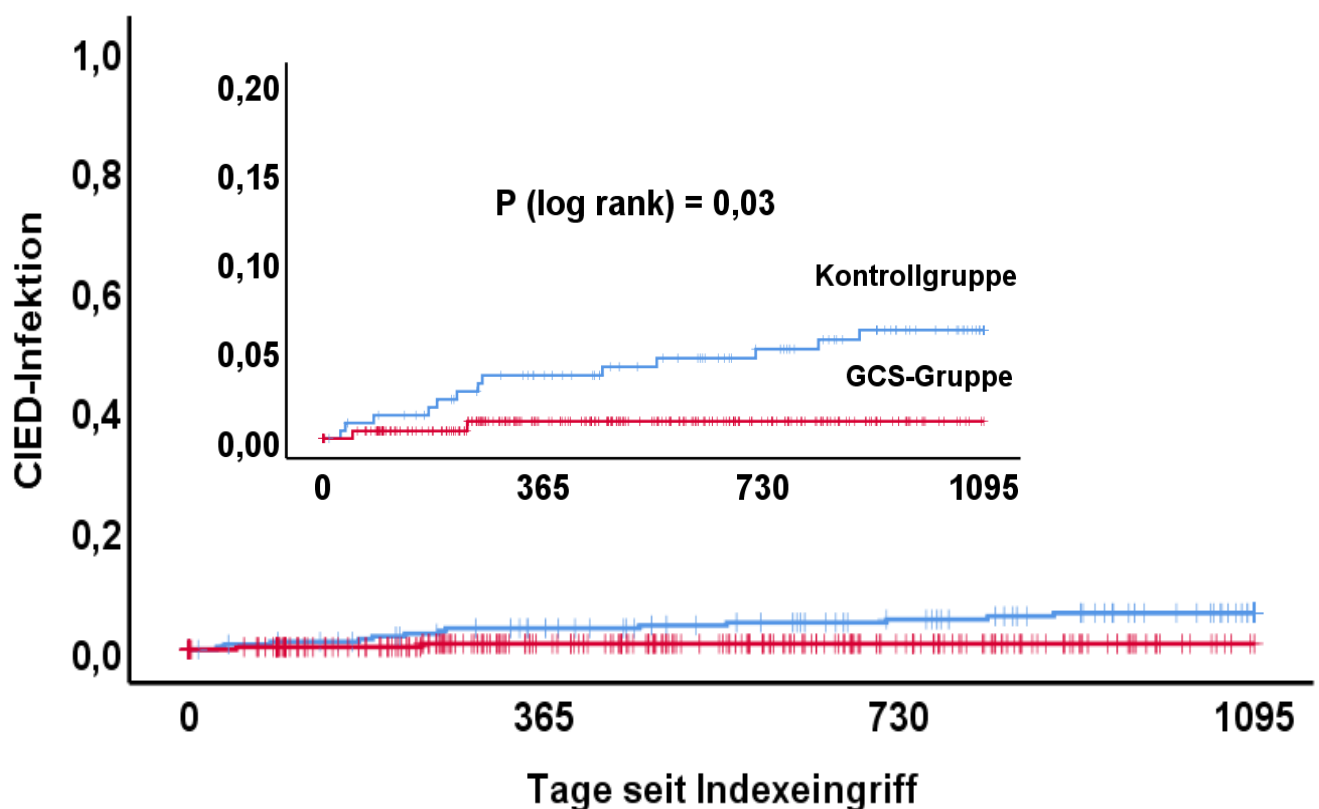 CIED-Infektion
1,0
0,8
0,6
0,4
0,2
0,0
0,20
0,15
0,10
0,05
0,00
P (log rank) = 0,03
Kontrollgruppe
GCS-Gruppe
0 365 730 1095
0 365 730 1095
Tage seit Indexeingriff